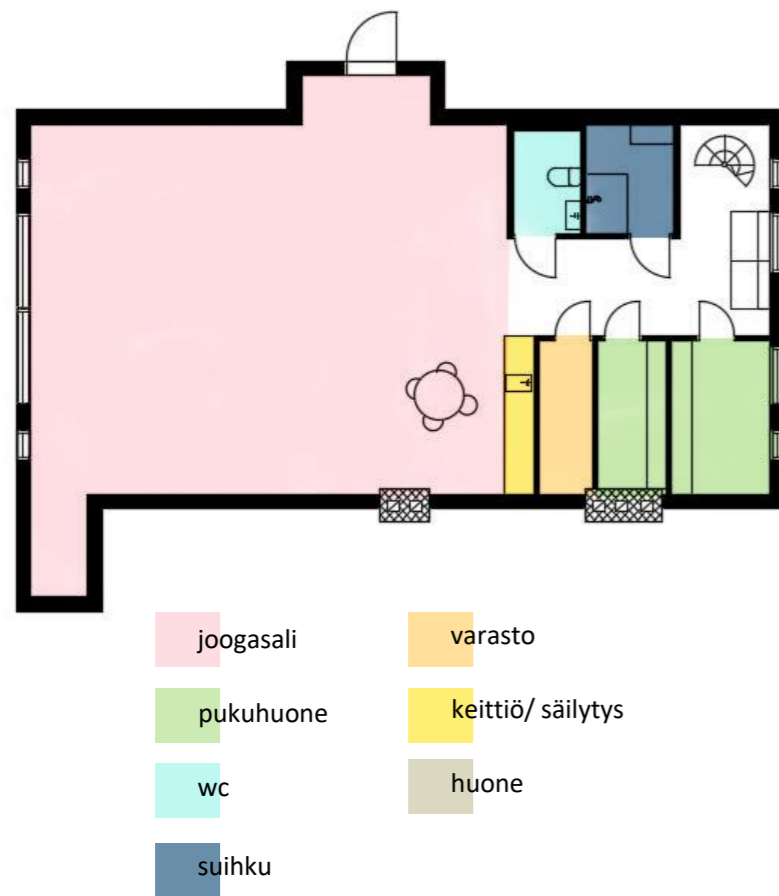 joogasali
varasto
pukuhuone
keittiö/ säilytys
wc
huone
suihku